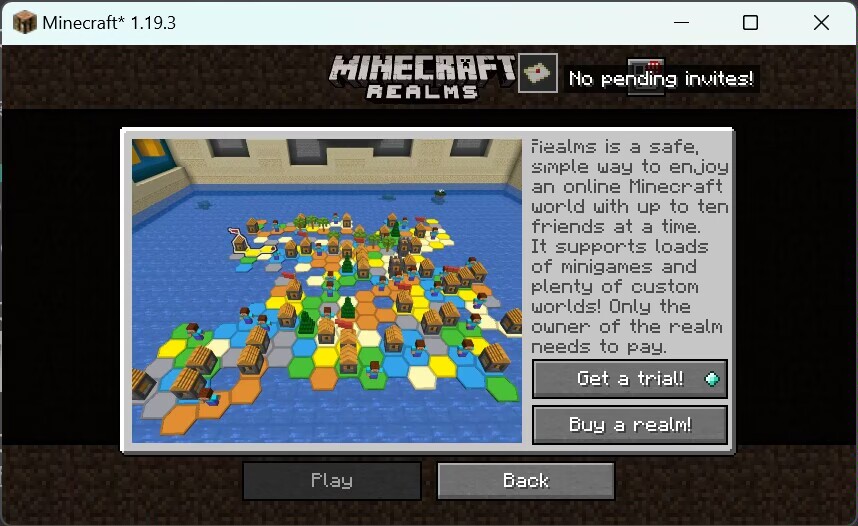 Minecraft* 1.19.3
MINECRAFT
REALMS
No pending invites!
Realms is a safe,
simple way to enjoy
an online Minecraft
world with up to ten
friends at a time.
It supports loads
of minigames and
plenty of custom
worlds! Only the
owner of the realm
needs to pay.
Get a trial!
Buy a realm!
Play
Back